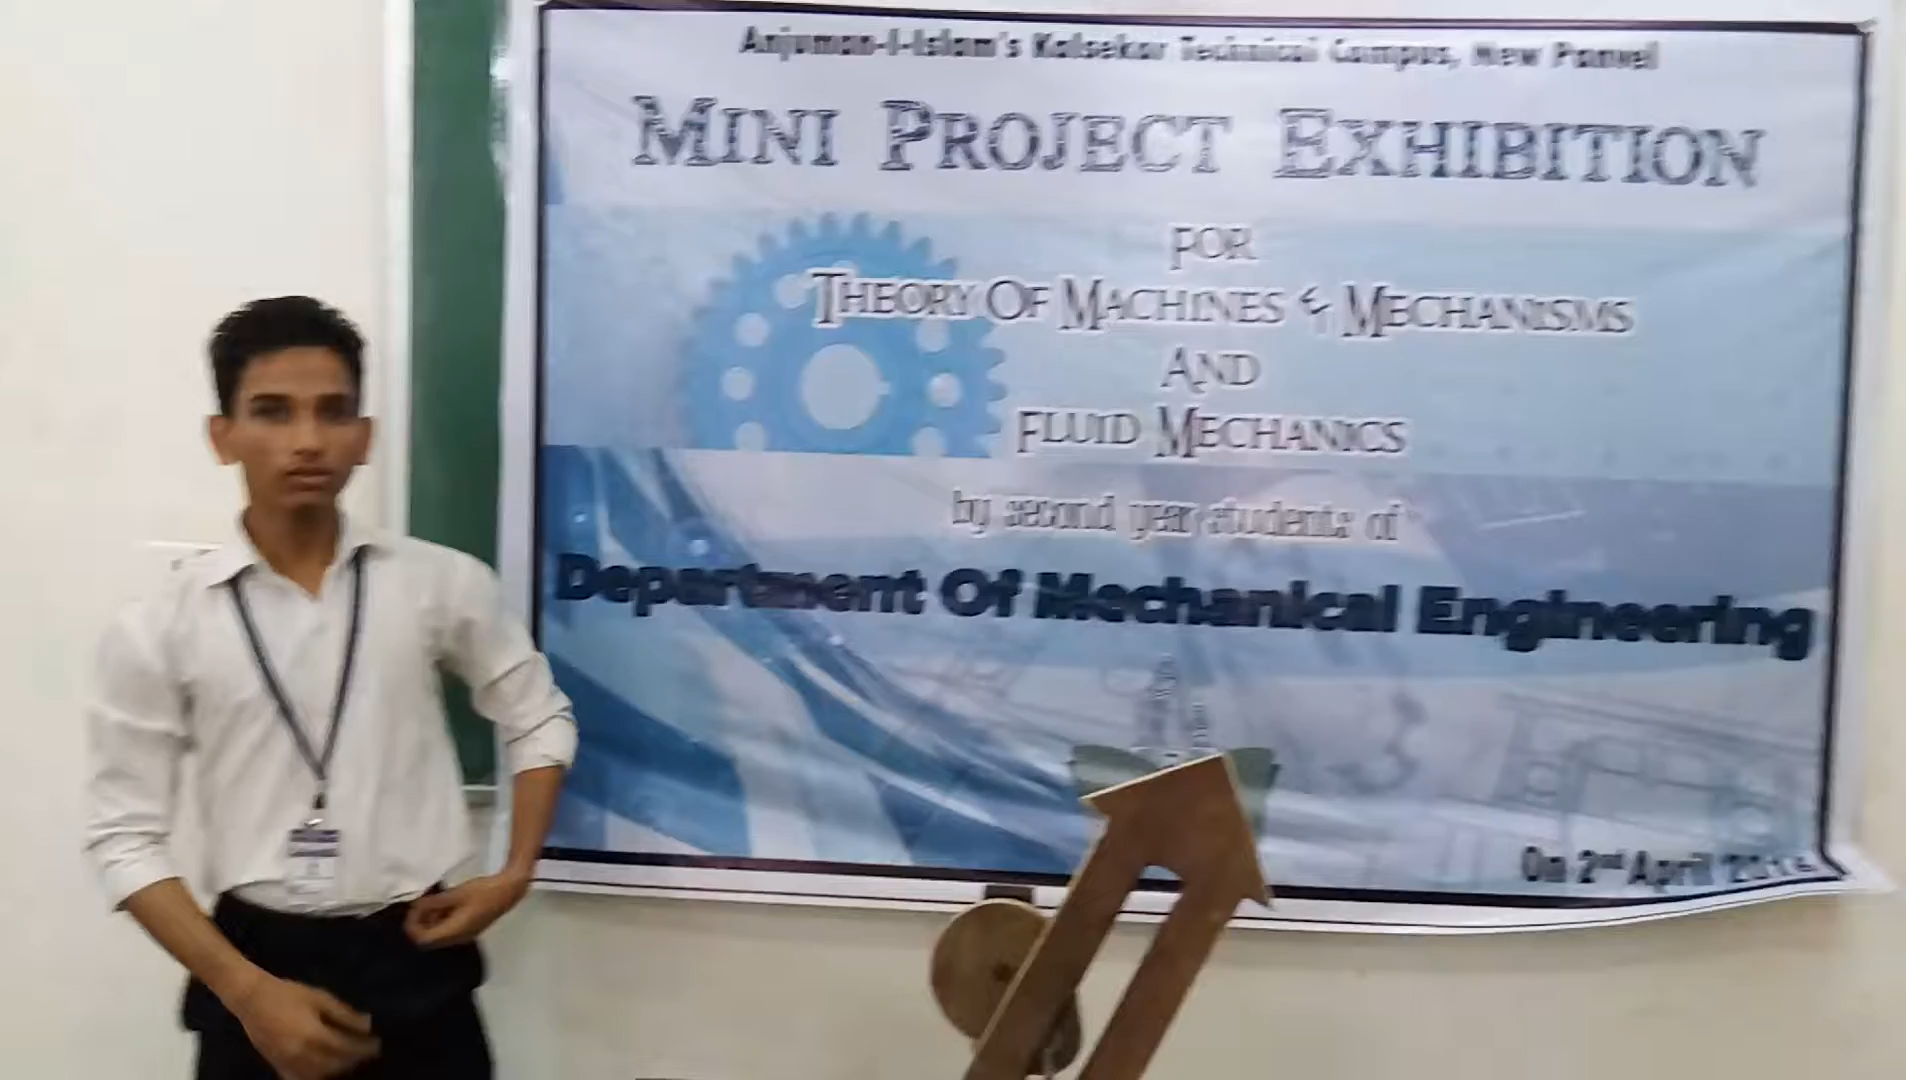 Anjuman-I-Islam's Kalsekar Technical Campus, New Panvel
MINI PROJECT EXHIBITION
FOR
THEORY OF MACHINES & MECHANISMS
AND
FLUID MECHANICS
by second year students of
Department Of Mechanical Engineering
On 2nd April